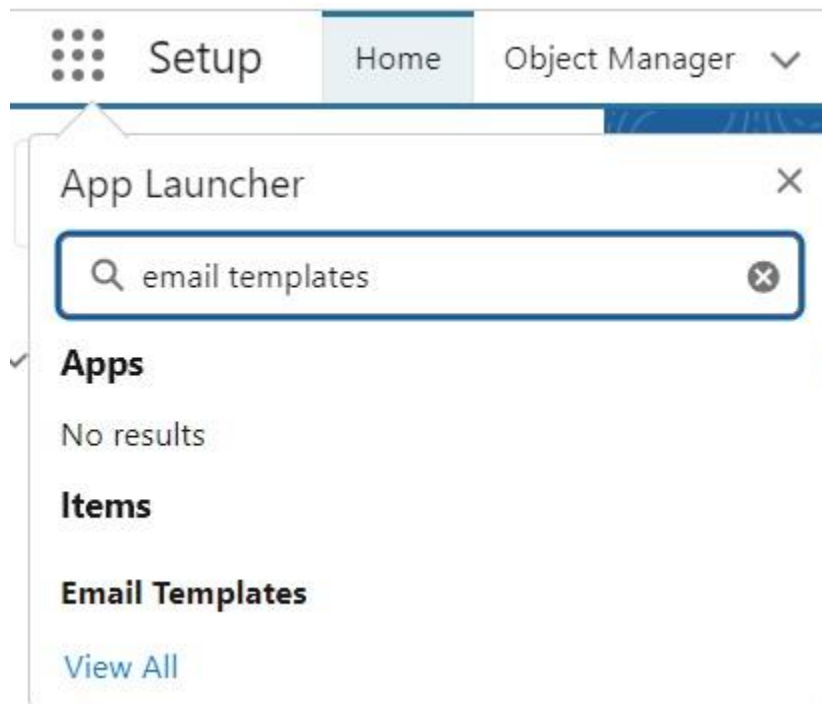 Setup Home Object Manager
App Launcher
email templates
Apps
No results
Items
Email Templates
View All